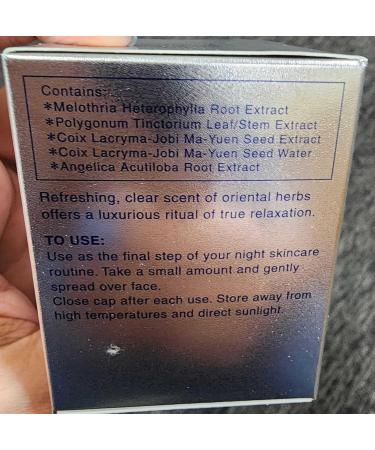 Contains:
*Melothria Heterophylla Root Extract
*Polygonum Tinctorium Leaf/Stem Extract
*Coix Lacryma-Jobi Ma-Yuen Seed Extract
*Coix Lacryma-Jobi Ma-Yuen Seed Water
*Angelica Acutiloba Root Extract
Refreshing, clear scent of oriental herbs
offers a luxurious ritual of true relaxation.
TO USE:
Use as the final step of your night skincare
routine. Take a small amount and gently
spread over face.
Close cap after each use. Store away from
high temperatures and direct sunlight.